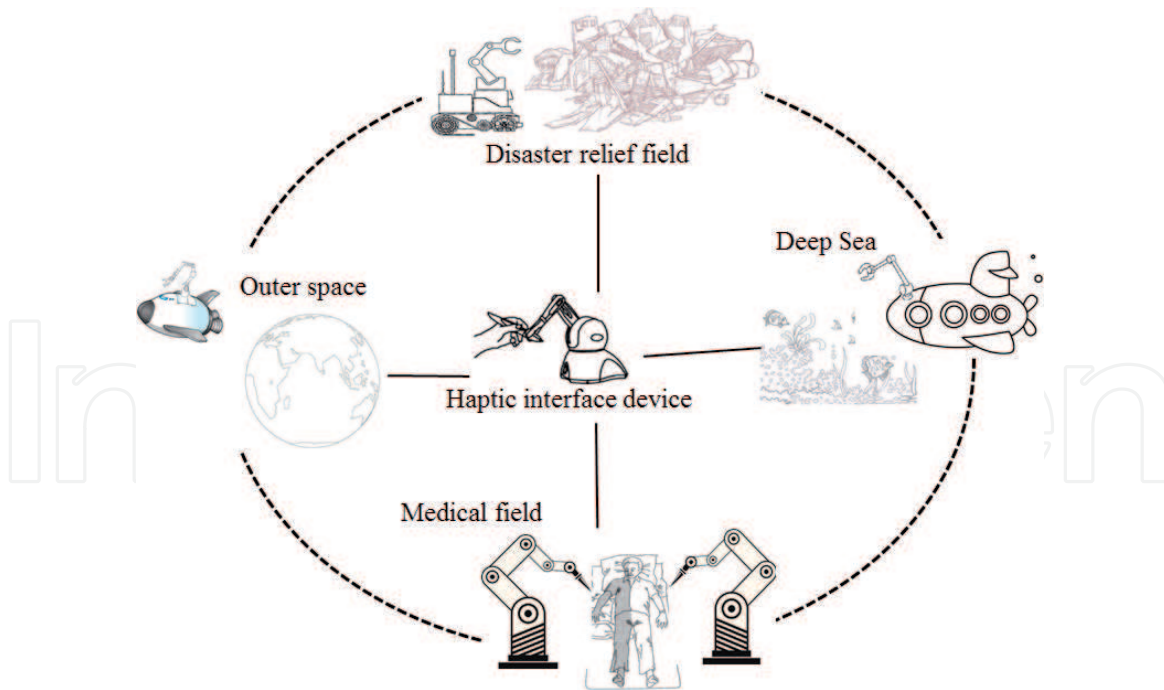 Disaster relief field
Deep Sea
Outer space
Haptic interface device
Medical field